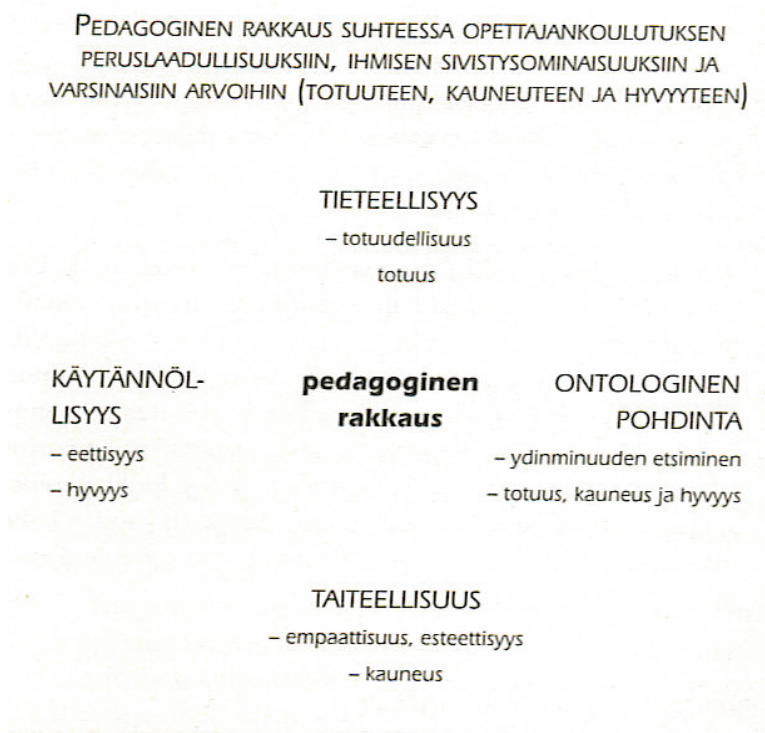 PEDAGOGINEN RAKKAUS SUHTEESSA OPETTAJANKOULUTUKSEN
PERUSLAADULLISUUKSIIN, IHMISEN SIVISTYSOMINAISUUKSIIN JA
VARSINAISIIN ARVOIHIN (TOTUUTEEN, KAUNEUTEEN JA HYVYYTEEN)
TIETEELLISYYS
– totuudellisuus
totuus
KÄYTÄNNÖL-
LISYYS
– eettisyys
– hyvyys
pedagoginen
rakkaus
ONTOLOGINEN
POHDINTA
– ydinminuuden etsiminen
– totuus, kauneus ja hyvyys
TAITEELLISUUS
– empaattisuus, esteettisyys
– kauneus